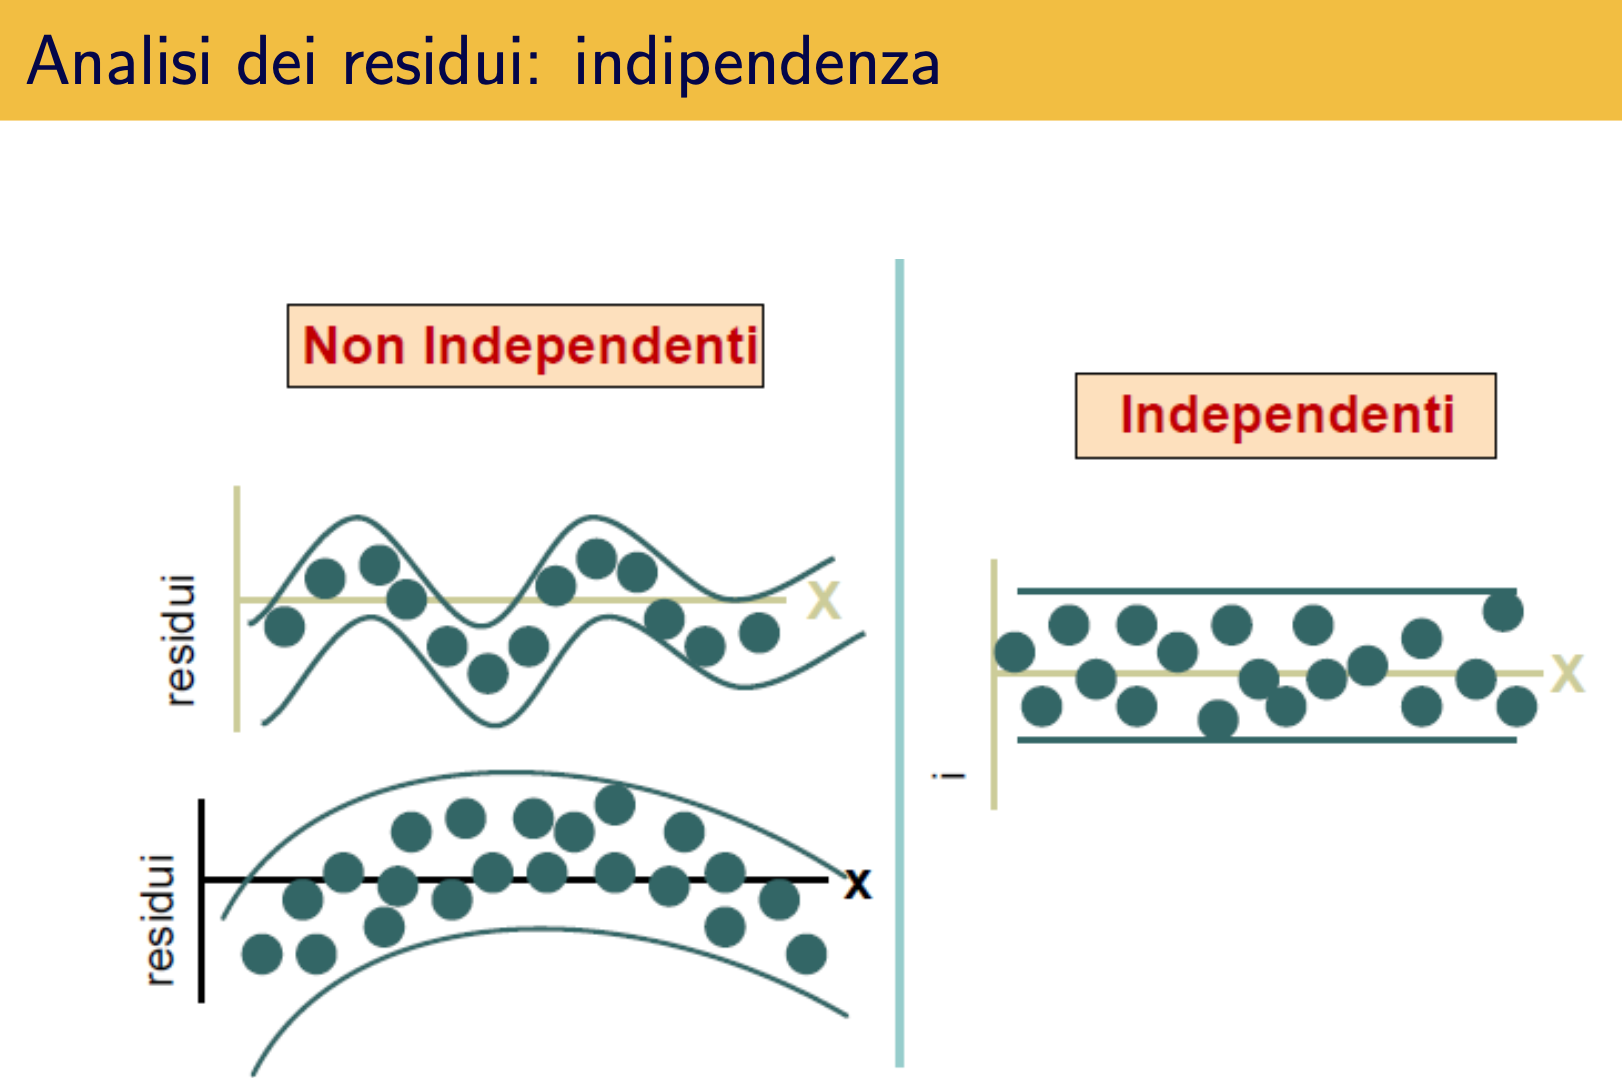 Analisi dei residui: indipendenza
Non Independenti
residui
X
residui
x
Independenti
i
X